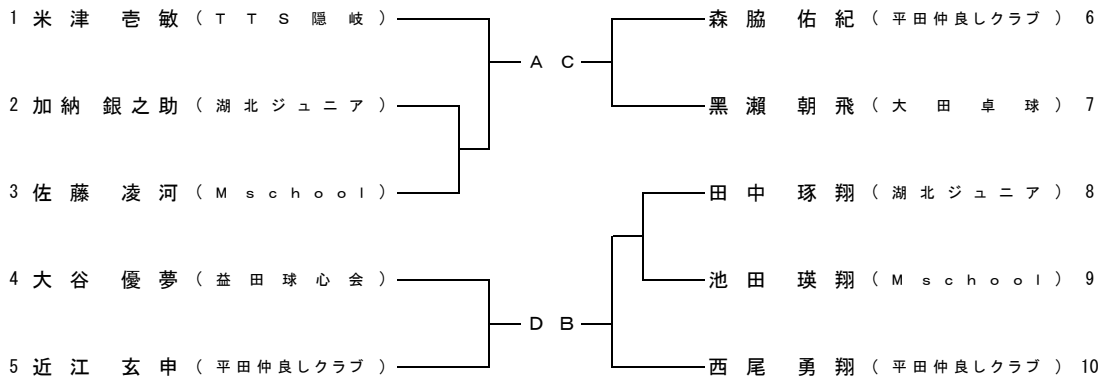 1 米津 壱敏 (TTS隠岐)
A
2 加納 銀之助 (湖北ジュニア)
3 佐藤 凌河 (Mschool)
4 大谷 優夢 (益田球心会)
D
5 近江 玄申 (平田仲良しクラブ)
森脇 佑紀 (平田仲良しクラブ) 6
C
黑瀨 朝飛 (大田卓球) 7
田中 琢翔 (湖北ジュニア) 8
池田 瑛翔 (Mschool) 9
B
西尾 勇翔 (平田仲良しクラブ) 10